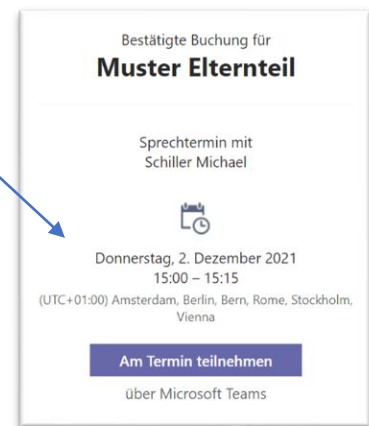 Bestätigte Buchung für
Muster Elternteil
Sprechtermin mit
Schiller Michael
Donnerstag, 2. Dezember 2021
15:00 – 15:15
(UTC+01:00) Amsterdam, Berlin, Bern, Rome, Stockholm,
Vienna
Am Termin teilnehmen
über Microsoft Teams